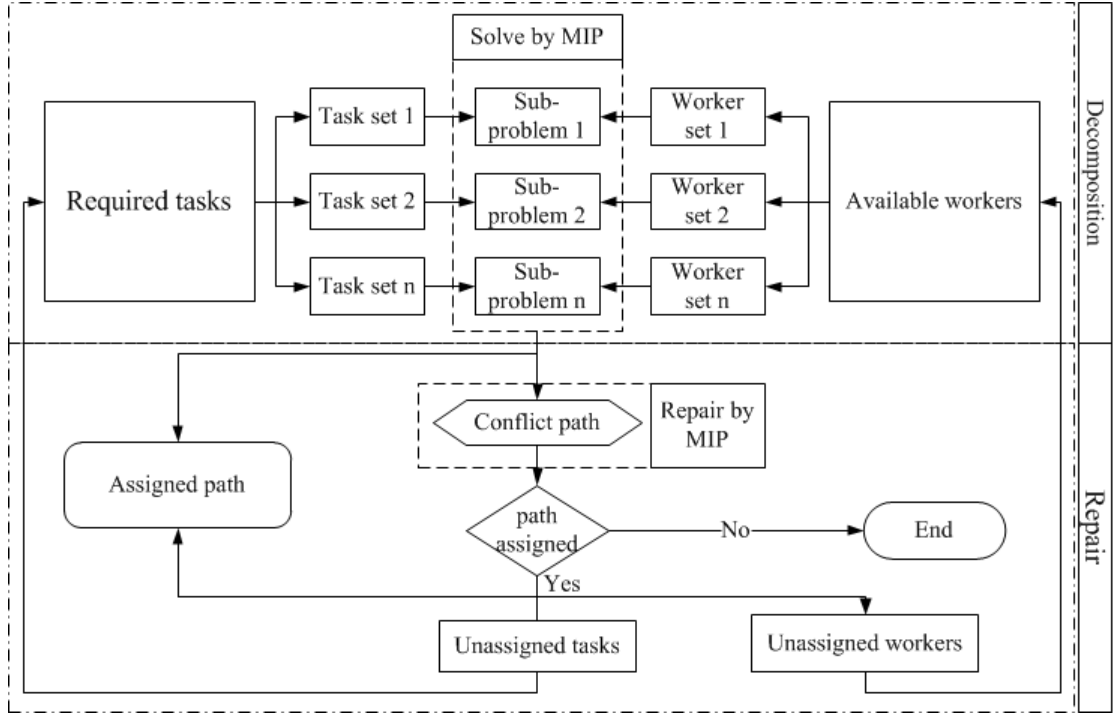 Solve by MIP
Decomposition
Required tasks
Task set 1
Sub-
problem 1
Worker
set 1
Task set 2
Sub-
problem 2
Worker
set 2
Available workers
Task set n
Sub-
problem n
Worker
set n
Conflict path
Repair by
MIP
Repair
Assigned path
path
assigned
No
End
Yes
Unassigned tasks
Unassigned workers